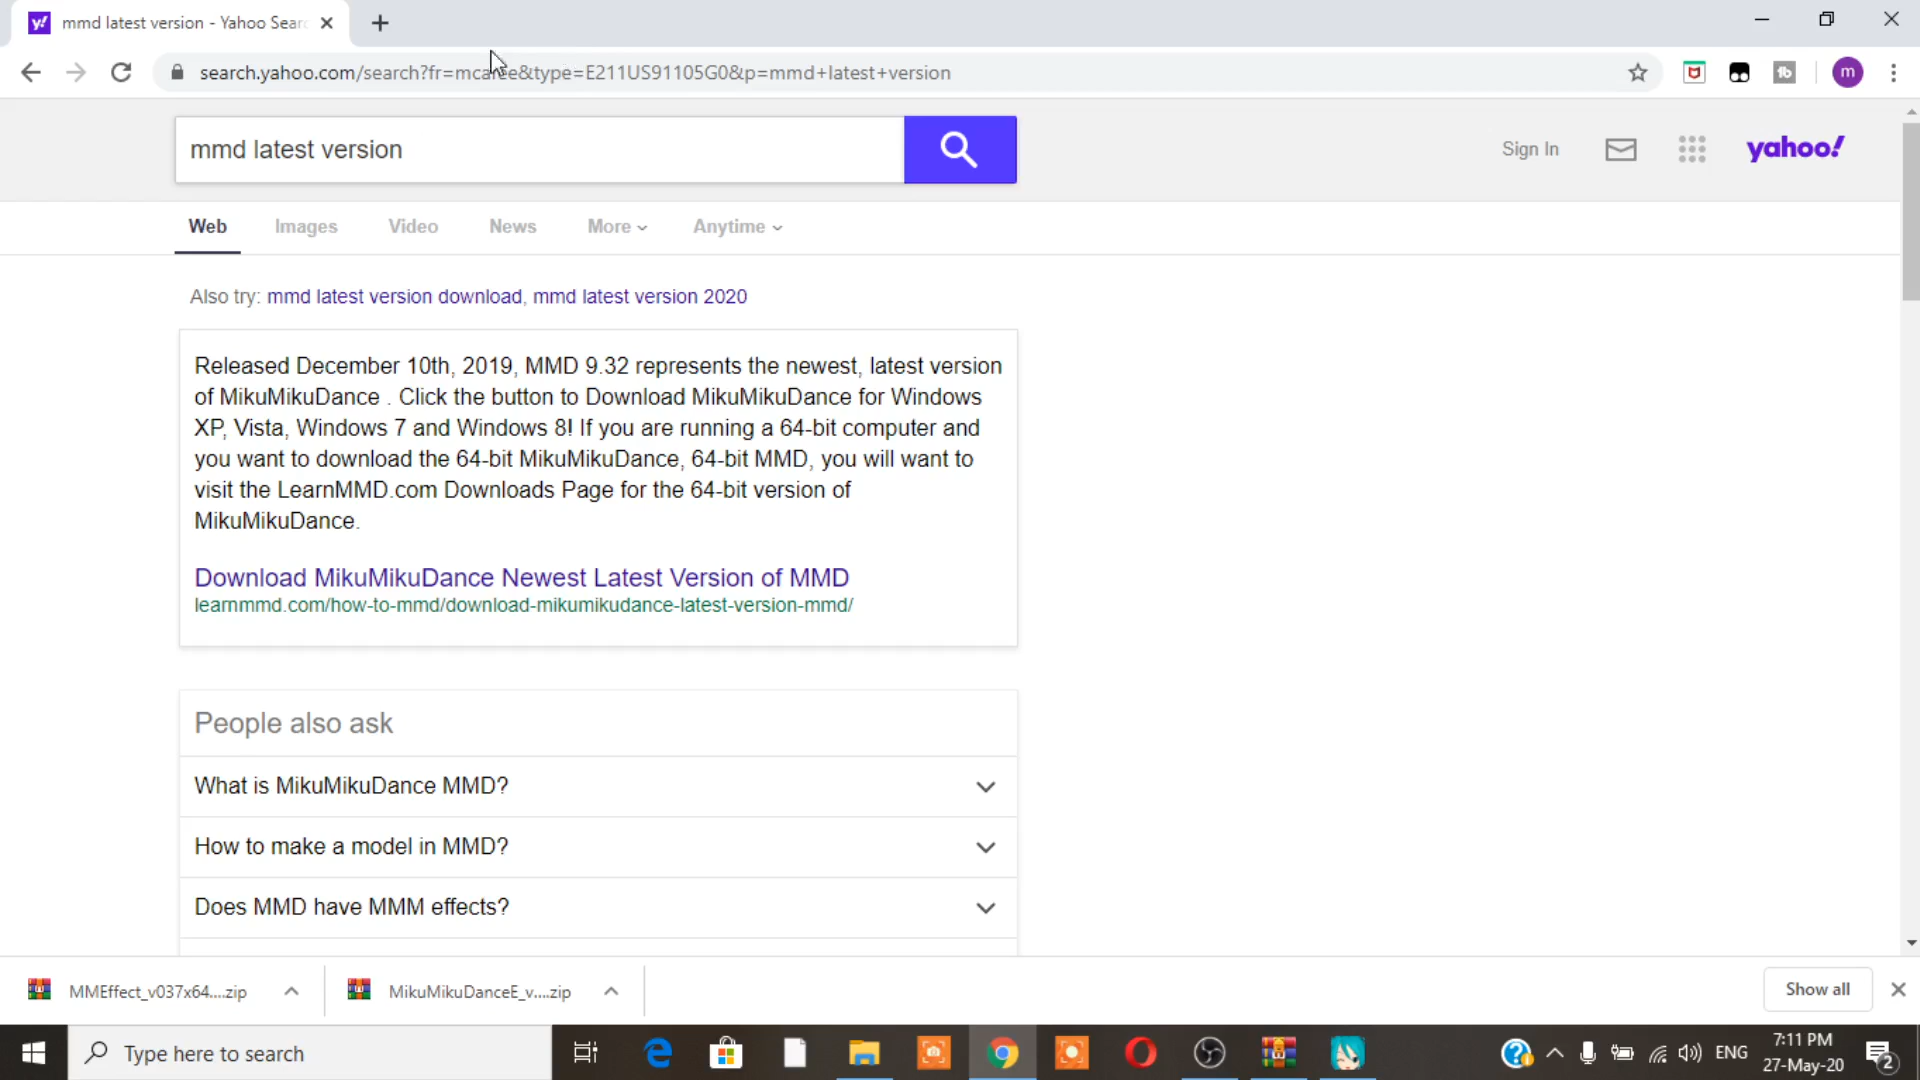 mmd latest version - Yahoo Sear
search.yahoo.com/search?fr=mcafee&type=E211US91105G0&p=mmd+latest+version
m
mmd latest version
Sign In
yahoo!
Web
Images
Video
News
More
Anytime
Also try: mmd latest version download, mmd latest version 2020
Released December 10th, 2019, MMD 9.32 represents the newest, latest version
of MikuMikuDance . Click the button to Download MikuMikuDance for Windows
XP, Vista, Windows 7 and Windows 8! If you are running a 64-bit computer and
you want to download the 64-bit MikuMikuDance, 64-bit MMD, you will want to
visit the LearnMMD.com Downloads Page for the 64-bit version of
MikuMikuDance.
Download MikuMikuDance Newest Latest Version of MMD
learnmmd.com/how-to-mmd/download-mikumikudance-latest-version-mmd/
People also ask
What is MikuMikuDance MMD?
How to make a model in MMD?
Does MMD have MMM effects?
MMEffect_v037x64....zip
MikuMikuDanceE_v....zip
Show all
Type here to search
ENG
7:11 PM
27-May-20
2